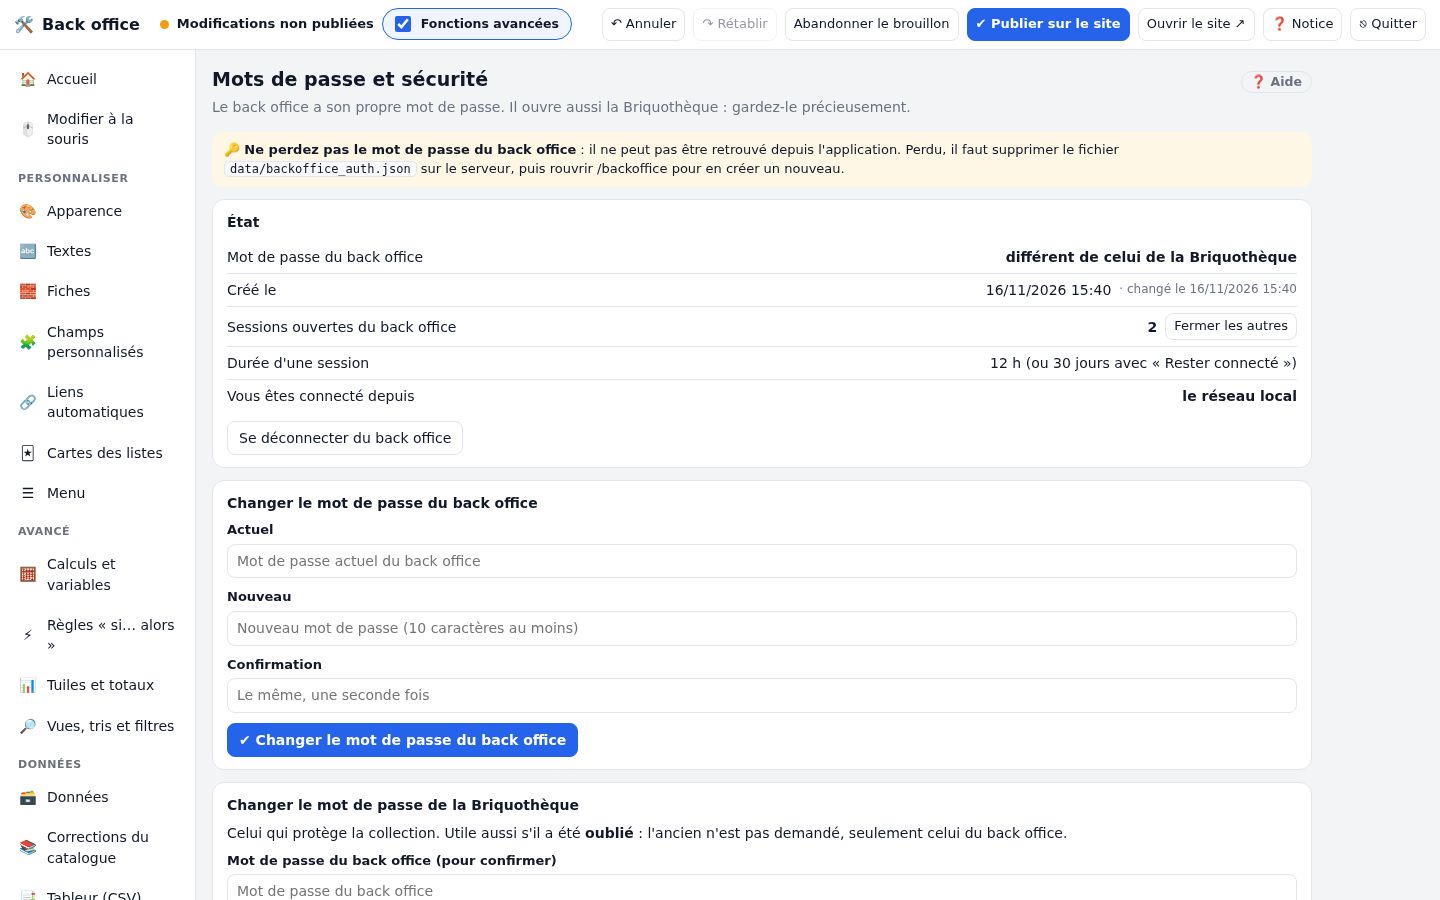 Back office
Modifications non publiées
Fonctions avancées
↶ Annuler
↷ Rétablir
Abandonner le brouillon
✔ Publier sur le site
Ouvrir le site ↗
❓ Notice
⎋ Quitter
Accueil
Modifier à la
souris
PERSONNALISER
Apparence
Textes
Fiches
Champs
personnalisés
Liens
automatiques
Cartes des listes
Menu
AVANCÉ
Calculs et
variables
Règles « si… alors
»
Tuiles et totaux
Vues, tris et filtres
DONNÉES
Données
Corrections du
catalogue
Tableur (CSV)
Mots de passe et sécurité
❓ Aide
Le back office a son propre mot de passe. Il ouvre aussi la Briquothèque : gardez-le précieusement.
🔑 Ne perdez pas le mot de passe du back office : il ne peut pas être retrouvé depuis l'application. Perdu, il faut supprimer le fichier
data/backoffice_auth.json sur le serveur, puis rouvrir /backoffice pour en créer un nouveau.
État
Mot de passe du back office
différent de celui de la Briquothèque
Créé le
16/11/2026 15:40 · changé le 16/11/2026 15:40
Sessions ouvertes du back office
2 Fermer les autres
Durée d'une session
12 h (ou 30 jours avec « Rester connecté »)
Vous êtes connecté depuis
le réseau local
Se déconnecter du back office
Changer le mot de passe du back office
Actuel
Mot de passe actuel du back office
Nouveau
Nouveau mot de passe (10 caractères au moins)
Confirmation
Le même, une seconde fois
✔ Changer le mot de passe du back office
Changer le mot de passe de la Briquothèque
Celui qui protège la collection. Utile aussi s'il a été oublié : l'ancien n'est pas demandé, seulement celui du back office.
Mot de passe du back office (pour confirmer)
Mot de passe du back office